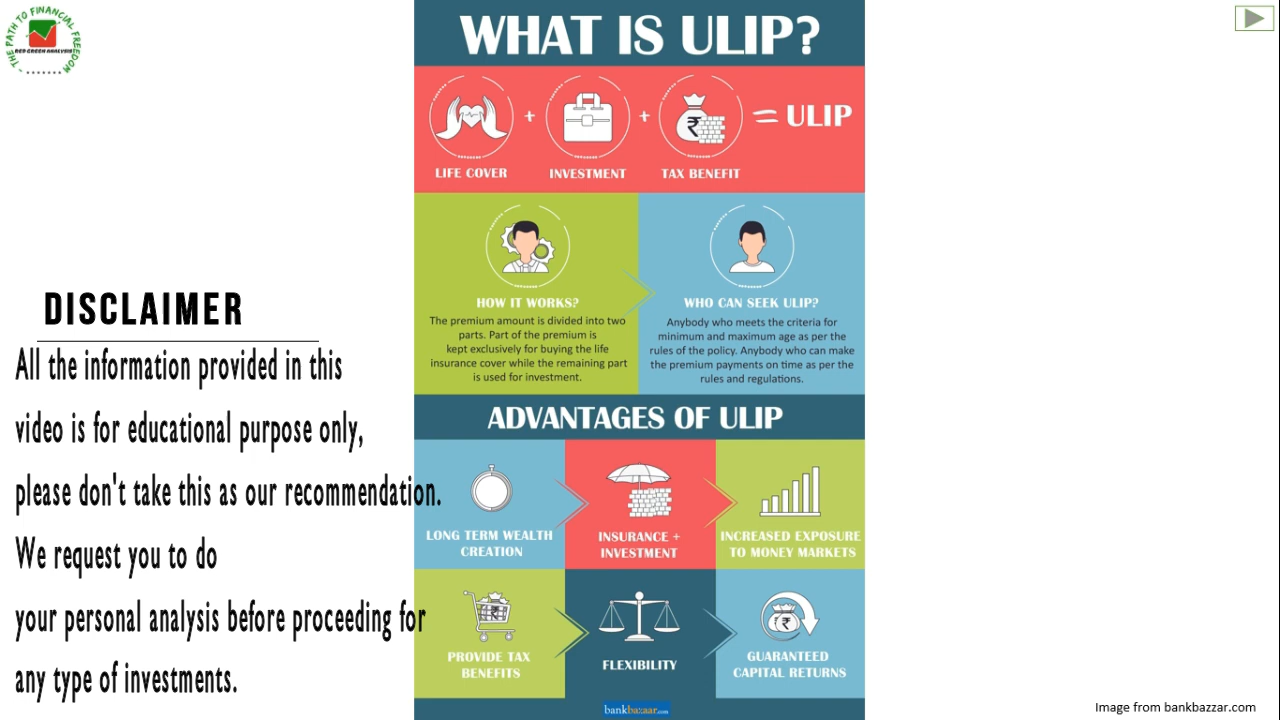 THE PATH TO FINANCIAL FREEDOM
RED GREEN ANALYSIS
WHAT IS ULIP?
+ + = ULIP
LIFE COVER INVESTMENT TAX BENEFIT
HOW IT WORKS?
The premium amount is divided into two
parts. Part of the premium is
kept exclusively for buying the life
insurance cover while the remaining part
is used for investment.
WHO CAN SEEK ULIP?
Anybody who meets the criteria for
minimum and maximum age as per the
rules of the policy. Anybody who can make
the premium payments on time as per the
rules and regulations.
DISCLAIMER
All the information provided in this
video is for educational purpose only,
please don't take this as our recommendation.
We request you to do
your personal analysis before proceeding for
any type of investments.
ADVANTAGES OF ULIP
LONG TERM WEALTH
CREATION
INSURANCE +
INVESTMENT
INCREASED EXPOSURE
TO MONEY MARKETS
PROVIDE TAX
BENEFITS
FLEXIBILITY
GUARANTEED
CAPITAL RETURNS
bankbazaar.com
Image from bankbazzar.com